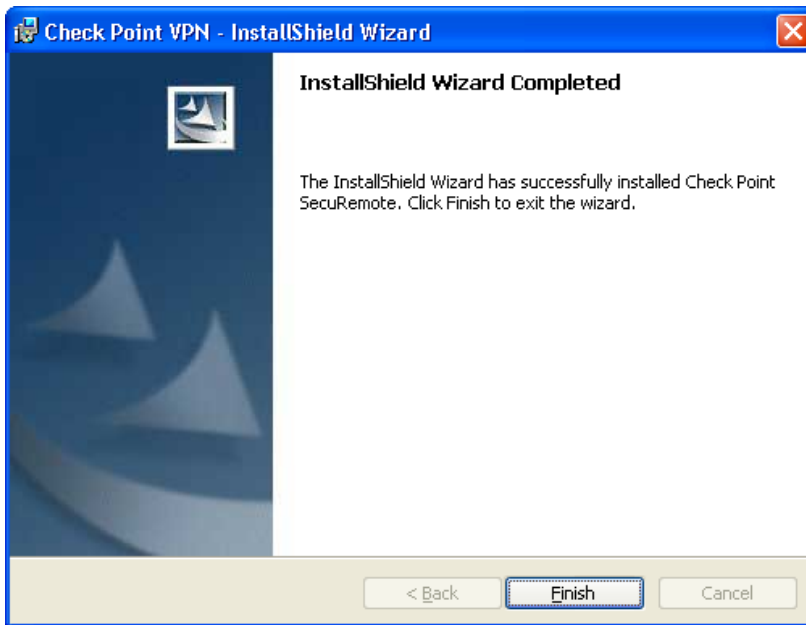 Check Point VPN - InstallShield Wizard
InstallShield Wizard Completed
The InstallShield Wizard has successfully installed Check Point
SecuRemote. Click Finish to exit the wizard.
< Back
Finish
Cancel